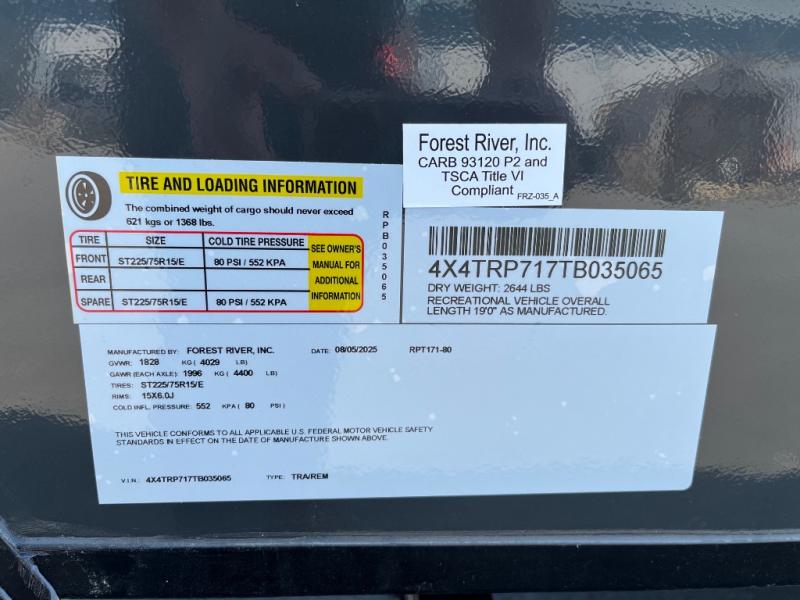 Forest River, Inc.
CARB 93120 P2 and
TSCA Title VI
Compliant FRZ-035_A
TIRE AND LOADING INFORMATION
The combined weight of cargo should never exceed
621 kgs or 1368 lbs.
TIRE SIZE COLD TIRE PRESSURE
FRONT ST225/75R15/E 80 PSI / 552 KPA
REAR
SPARE ST225/75R15/E 80 PSI / 552 KPA
SEE OWNER'S
MANUAL FOR
ADDITIONAL
INFORMATION
RPB035065
4X4TRP717TB035065
DRY WEIGHT: 2644 LBS
RECREATIONAL VEHICLE OVERALL
LENGTH 19'0" AS MANUFACTURED.
MANUFACTURED BY: FOREST RIVER, INC. DATE: 08/05/2025 RPT171-80
GVWR: 1828 KG ( 4029 LB)
GAWR (EACH AXLE): 1996 KG ( 4400 LB)
TIRES: ST225/75R15/E
RIMS: 15X6.0J
COLD INFL. PRESSURE: 552 KPA ( 80 PSI )
THIS VEHICLE CONFORMS TO ALL APPLICABLE U.S. FEDERAL MOTOR VEHICLE SAFETY
STANDARDS IN EFFECT ON THE DATE OF MANUFACTURE SHOWN ABOVE.
V.I.N.: 4X4TRP717TB035065 TYPE: TRA/REM